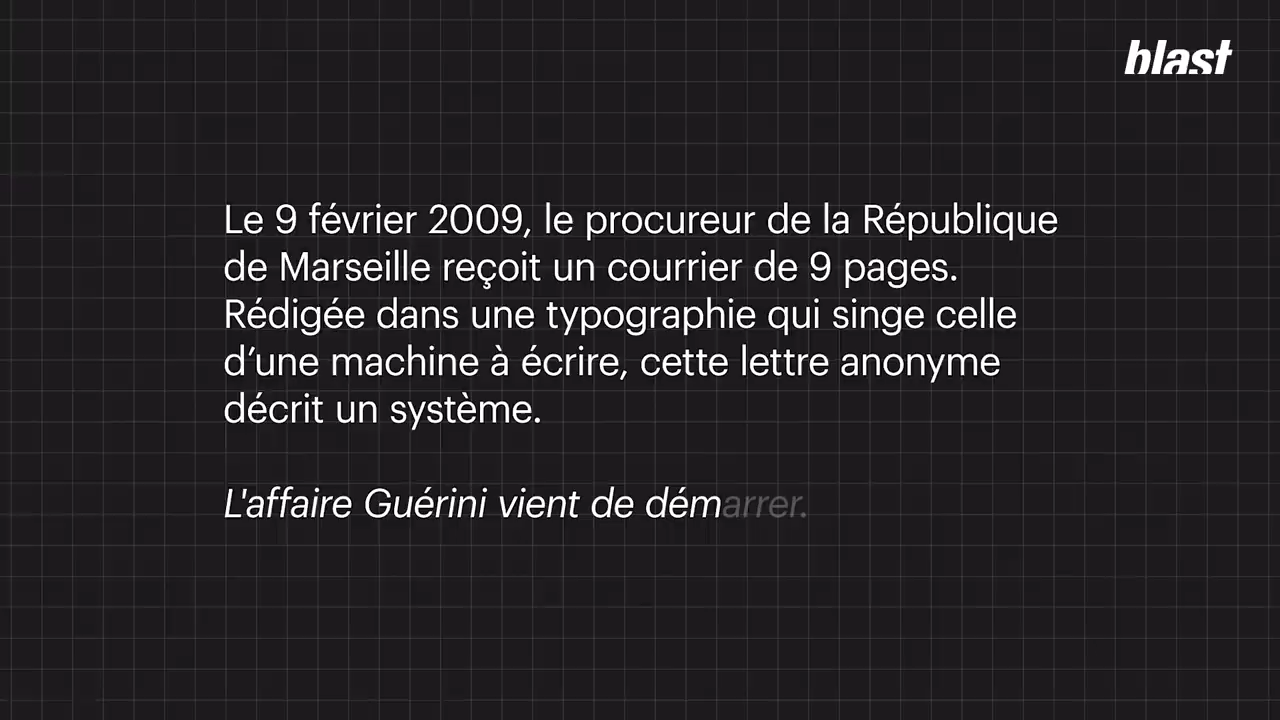 blast
Le 9 février 2009, le procureur de la République
de Marseille reçoit un courrier de 9 pages.
Rédigée dans une typographie qui singe celle
d’une machine à écrire, cette lettre anonyme
décrit un système.
L'affaire Guérini vient de démarrer.